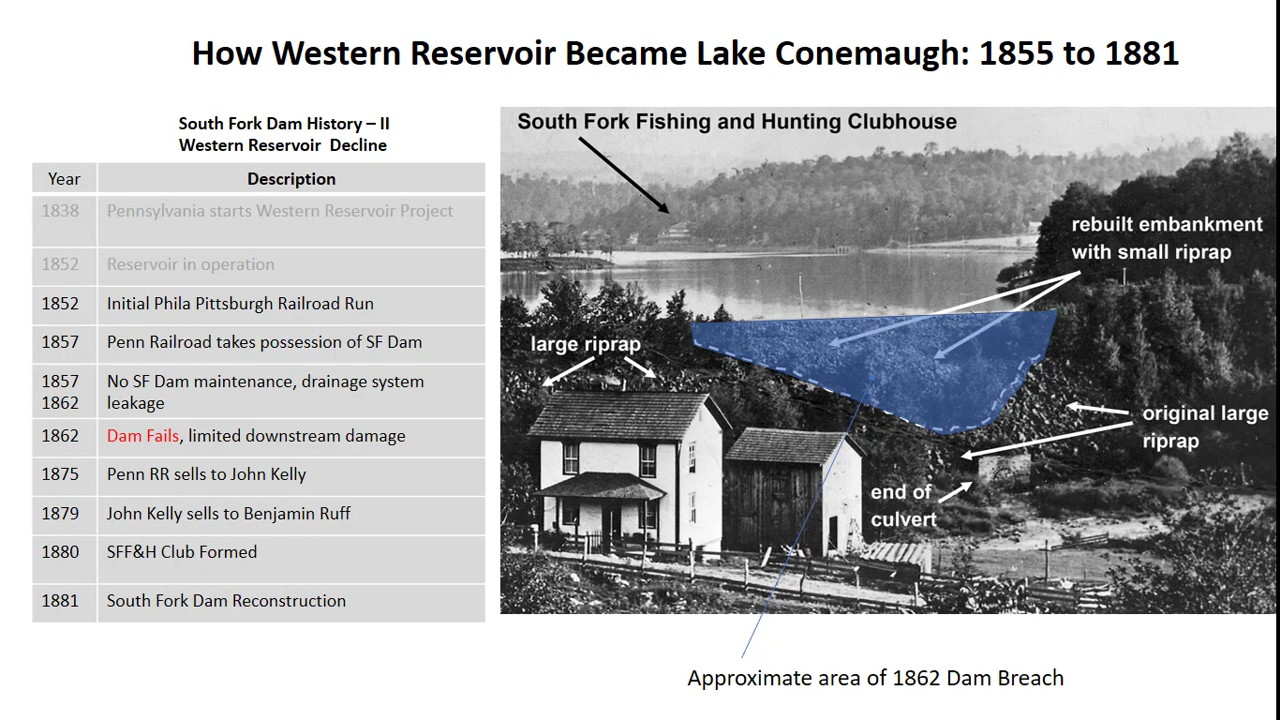 How Western Reservoir Became Lake Conemaugh: 1855 to 1881
South Fork Dam History – II
Western Reservoir Decline
Year Description
1838 Pennsylvania starts Western Reservoir Project
1852 Reservoir in operation
1852 Initial Phila Pittsburgh Railroad Run
1857 Penn Railroad takes possession of SF Dam
1857 No SF Dam maintenance, drainage system
1862 leakage
1862 Dam Fails, limited downstream damage
1875 Penn RR sells to John Kelly
1879 John Kelly sells to Benjamin Ruff
1880 SFF&H Club Formed
1881 South Fork Dam Reconstruction
South Fork Fishing and Hunting Clubhouse
rebuilt embankment
with small riprap
large riprap
original large
riprap
end of
culvert
Approximate area of 1862 Dam Breach